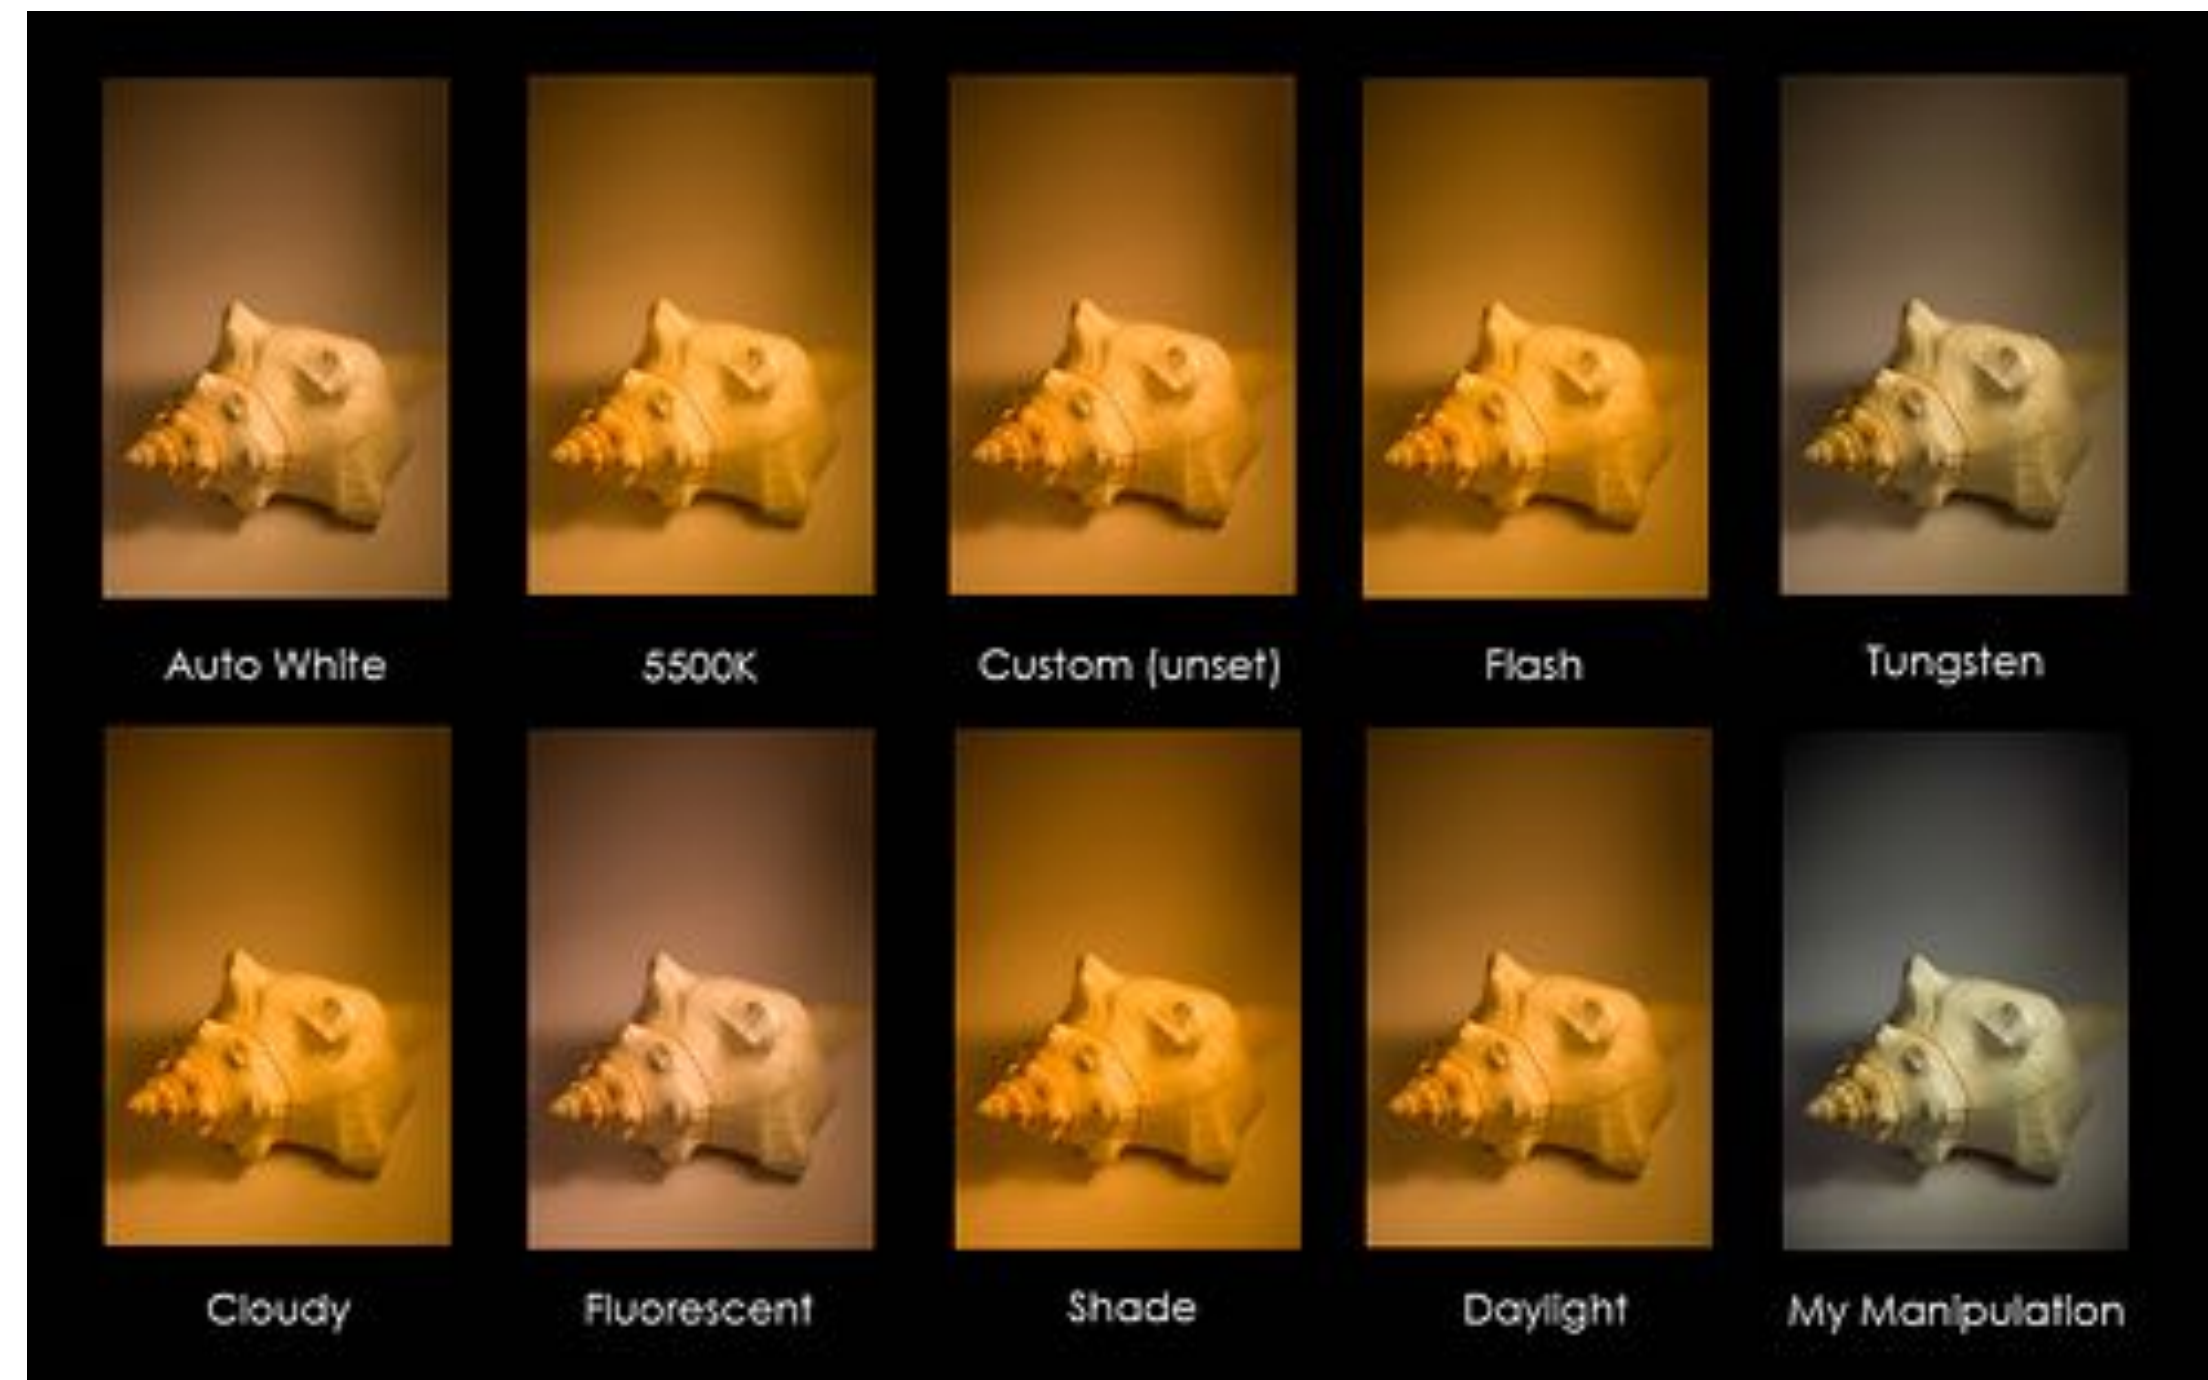 Auto White
5500K
Custom (unset)
Flash
Tungsten
Cloudy
Fluorescent
Shade
Daylight
My Manipulation